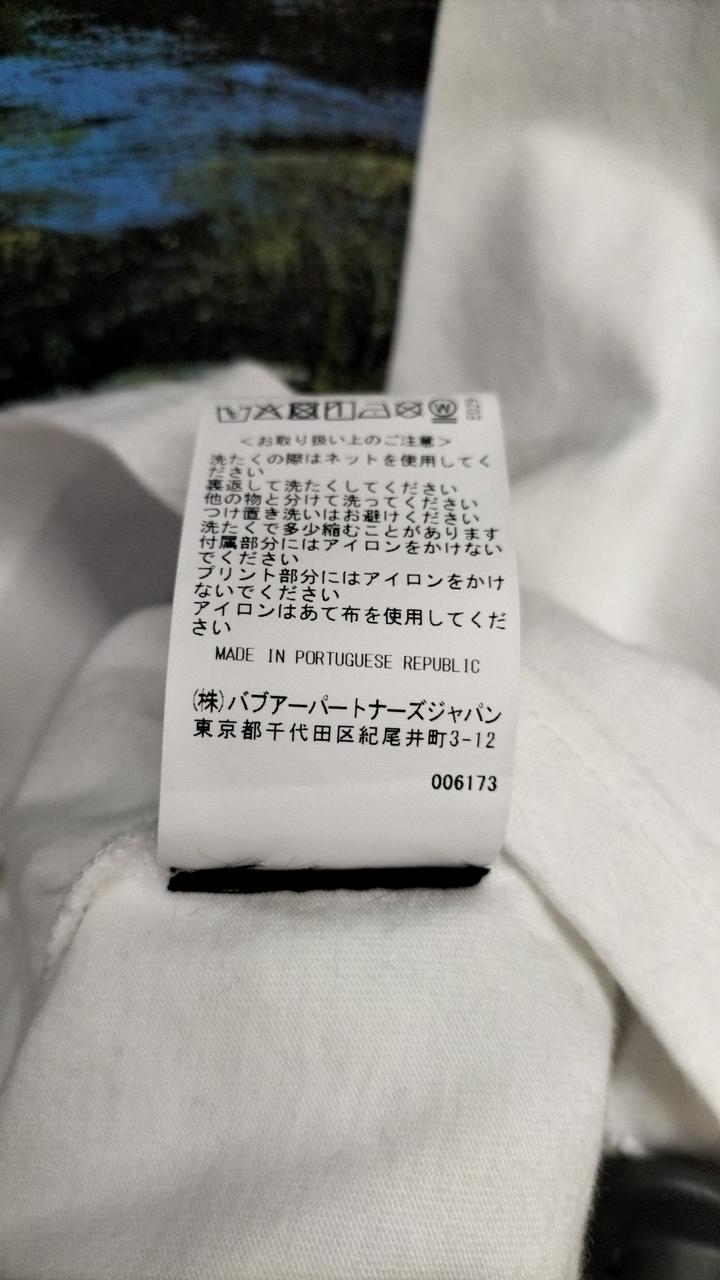 <お取り扱い上のご注意>
洗たくの際はネットを使用してく
ださい
裏返して洗たくしてください
他の物と分けて洗ってください
つけ置き洗いはお避けください
洗たくで多少縮むことがあります
付属部分にはアイロンをかけない
でください
プリント部分にはアイロンをかけ
ないでください
アイロンはあて布を使用してくだ
さい
MADE IN PORTUGUESE REPUBLIC
(株)バブアーパートナーズジャパン
東京都千代田区紀尾井町3-12
006173